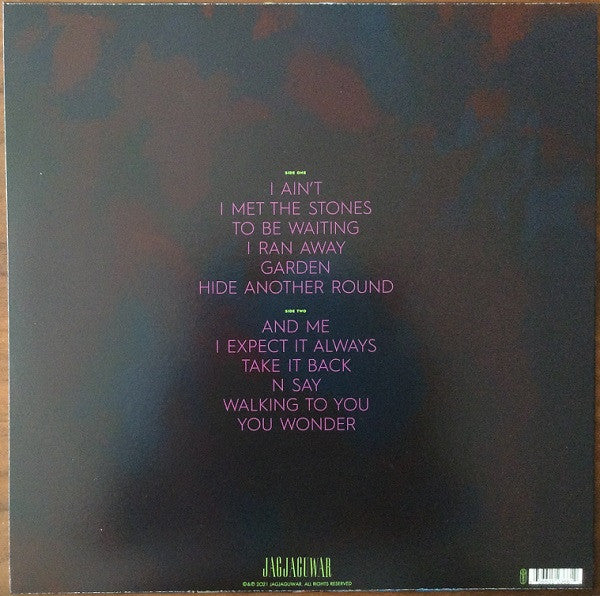 SIDE ONE
I AIN'T
I MET THE STONES
TO BE WAITING
I RAN AWAY
GARDEN
HIDE ANOTHER ROUND
SIDE TWO
AND ME
I EXPECT IT ALWAYS
TAKE IT BACK
N SAY
WALKING TO YOU
YOU WONDER
JAGJAGUWAR
©&℗ 2021 JAGJAGUWAR. ALL RIGHTS RESERVED